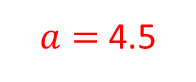 a = 4.5